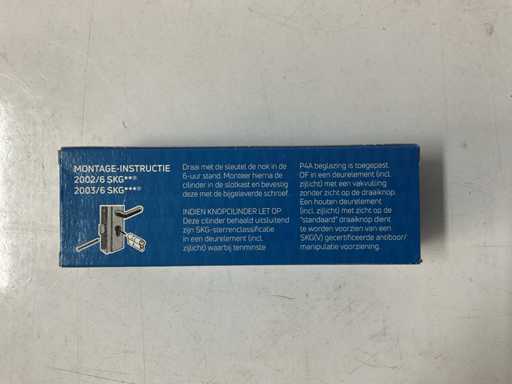 MONTAGE-INSTRUCTIE
2002/6 SKG**®
2003/6 SKG***®
Draai met de sleutel de nok in de
6-uur stand. Monteer hierna de
cilinder in de slotkast en bevestig
deze met de bijgeleverde schroef.
INDIEN KNOPCILINDER LET OP
Deze cilinder behaald uitsluitend
zijn SKG-sterrenclassificatie
in een deurelement (incl.
zijlicht) waarbij tenminste
P4A beglazing is toegepast.
OF in een deurelement (incl.
zijlicht) met een vakvulling
zonder zicht op de draaiknop.
Een houten deurelement
(incl. zijlicht) met zicht op de
"standaard" draaiknop dient
te worden voorzien van een
SKG(V) gecertificeerde antiboor/
manipulatie voorziening.